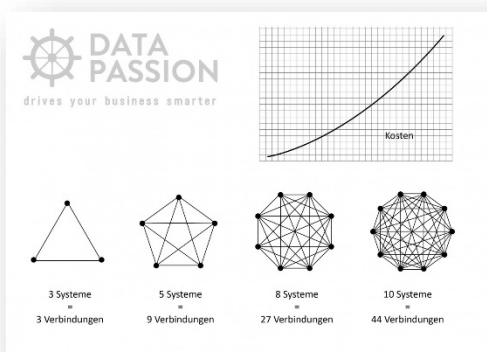 DATA
PASSION
drives your business smarter
Kosten
3 Systeme
=
3 Verbindungen
5 Systeme
=
9 Verbindungen
8 Systeme
=
27 Verbindungen
10 Systeme
=
44 Verbindungen